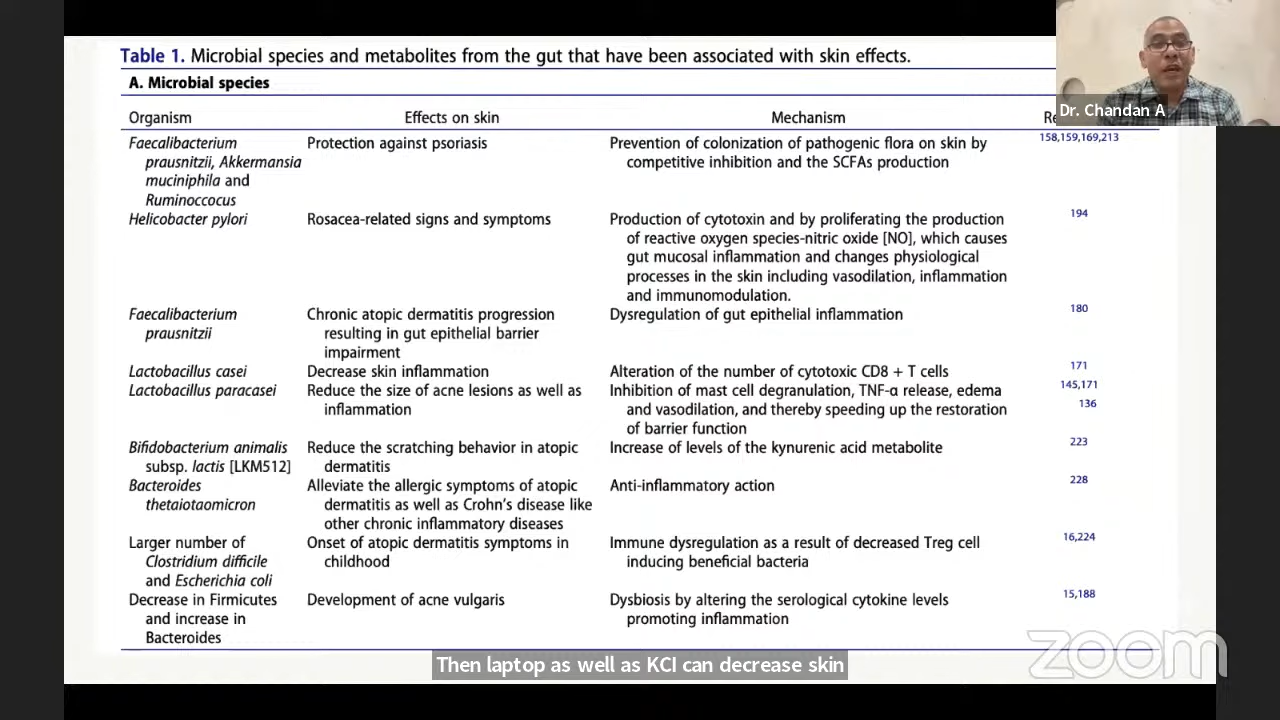 Table 1. Microbial species and metabolites from the gut that have been associated with skin effects.
A. Microbial species
Organism Effects on skin Mechanism Re
Faecalibacterium prausnitzii, Akkermansia muciniphila and Ruminoccocus
Protection against psoriasis
Prevention of colonization of pathogenic flora on skin by
competitive inhibition and the SCFAs production
158,159,169,213
Helicobacter pylori
Rosacea-related signs and symptoms
Production of cytotoxin and by proliferating the production
of reactive oxygen species-nitric oxide [NO], which causes
gut mucosal inflammation and changes physiological
processes in the skin including vasodilation, inflammation
and immunomodulation.
194
Faecalibacterium
prausnitzii
Chronic atopic dermatitis progression
resulting in gut epithelial barrier
impairment
Dysregulation of gut epithelial inflammation
180
Lactobacillus casei
Decrease skin inflammation
Alteration of the number of cytotoxic CD8 + T cells
171
Lactobacillus paracasei
Reduce the size of acne lesions as well as
inflammation
Inhibition of mast cell degranulation, TNF-α release, edema
and vasodilation, and thereby speeding up the restoration
of barrier function
145,171
136
Bifidobacterium animalis
subsp. lactis [LKM512]
Reduce the scratching behavior in atopic
dermatitis
Increase of levels of the kynurenic acid metabolite
223
Bacteroides
thetaiotaomicron
Alleviate the allergic symptoms of atopic
dermatitis as well as Crohn's disease like
other chronic inflammatory diseases
Anti-inflammatory action
228
Larger number of
Clostridium difficile
and Escherichia coli
Onset of atopic dermatitis symptoms in
childhood
Immune dysregulation as a result of decreased Treg cell
inducing beneficial bacteria
16,224
Decrease in Firmicutes
and increase in
Bacteroides
Development of acne vulgaris
Dysbiosis by altering the serological cytokine levels
promoting inflammation
15,188
Dr. Chandan A
zoom
Then laptop as well as KCI can decrease skin